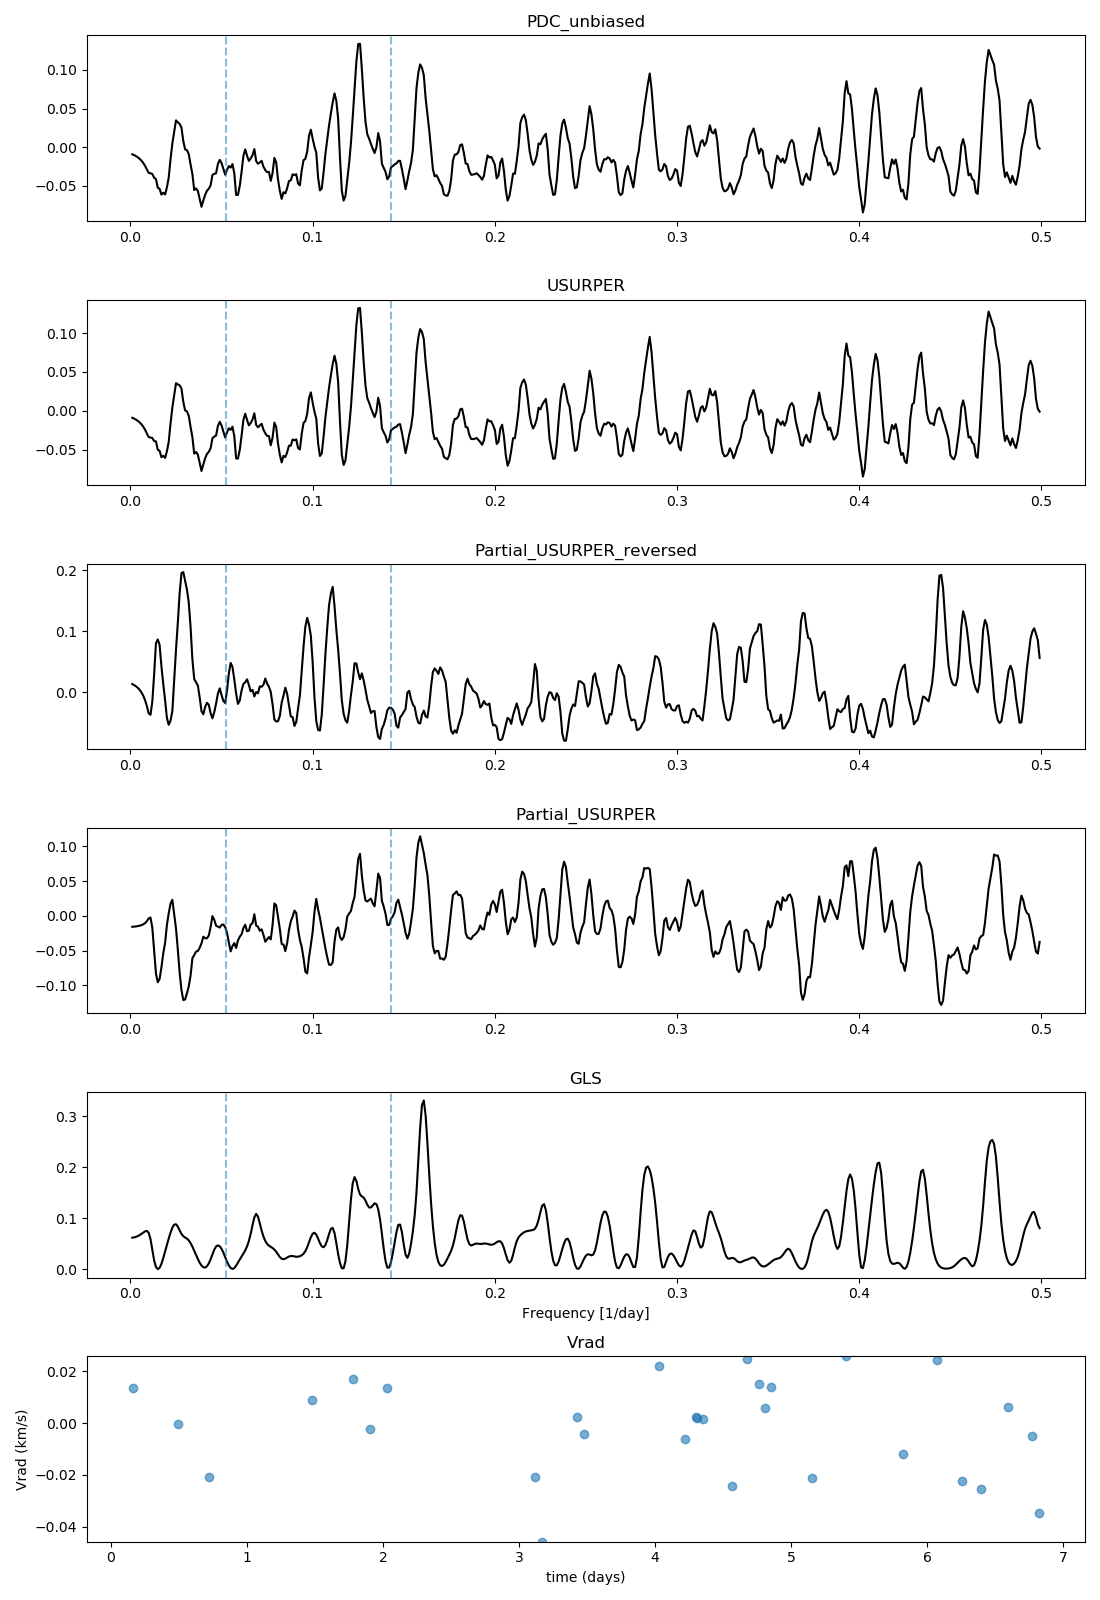 PDC_unbiased
0.10
0.05
0.00
−0.05
0.0 0.1 0.2 0.3 0.4 0.5
USURPER
0.10
0.05
0.00
−0.05
0.0 0.1 0.2 0.3 0.4 0.5
Partial_USURPER_reversed
0.2
0.1
0.0
0.0 0.1 0.2 0.3 0.4 0.5
Partial_USURPER
0.10
0.05
0.00
−0.05
−0.10
0.0 0.1 0.2 0.3 0.4 0.5
GLS
0.3
0.2
0.1
0.0
0.0 0.1 0.2 0.3 0.4 0.5
Frequency [1/day]
Vrad
Vrad (km/s)
0.02
0.00
−0.02
−0.04
0 1 2 3 4 5 6 7
time (days)